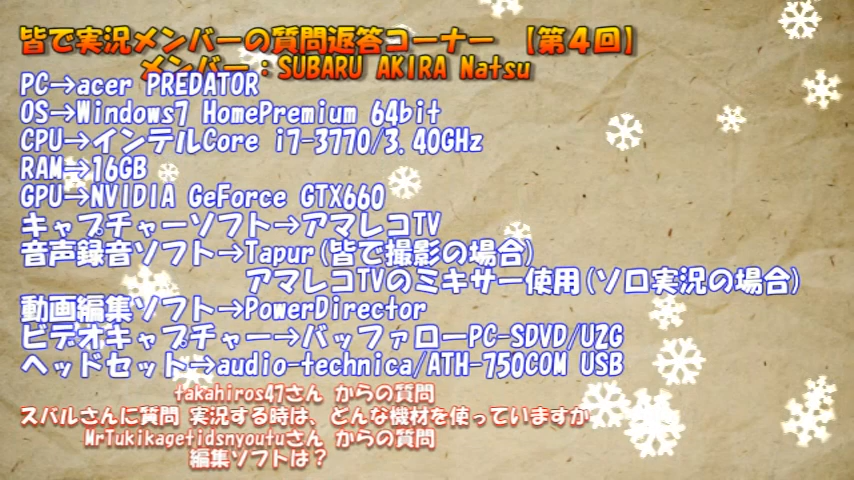 皆で実況メンバーの質問返答コーナー 【第４回】
メンバー：SUBARU AKIRA Natsu
PC→acer PREDATOR
OS→Windows7 HomePremium 64bit
CPU→インテルCore i7-3770/3.40GHz
RAM→16GB
GPU→NVIDIA GeForce GTX660
キャプチャーソフト→アマレコTV
音声録音ソフト→Tapur(皆で撮影の場合)
アマレコTVのミキサー使用(ソロ実況の場合)
動画編集ソフト→PowerDirector
ビデオキャプチャー→バッファローPC-SDVD/U2G
ヘッドセット→audio-technica/ATH-750COM USB
takahiros47さん からの質問
スバルさんに質問 実況する時は、どんな機材を使っていますか
MrTukikagetidsnyoutuさん からの質問
編集ソフトは？